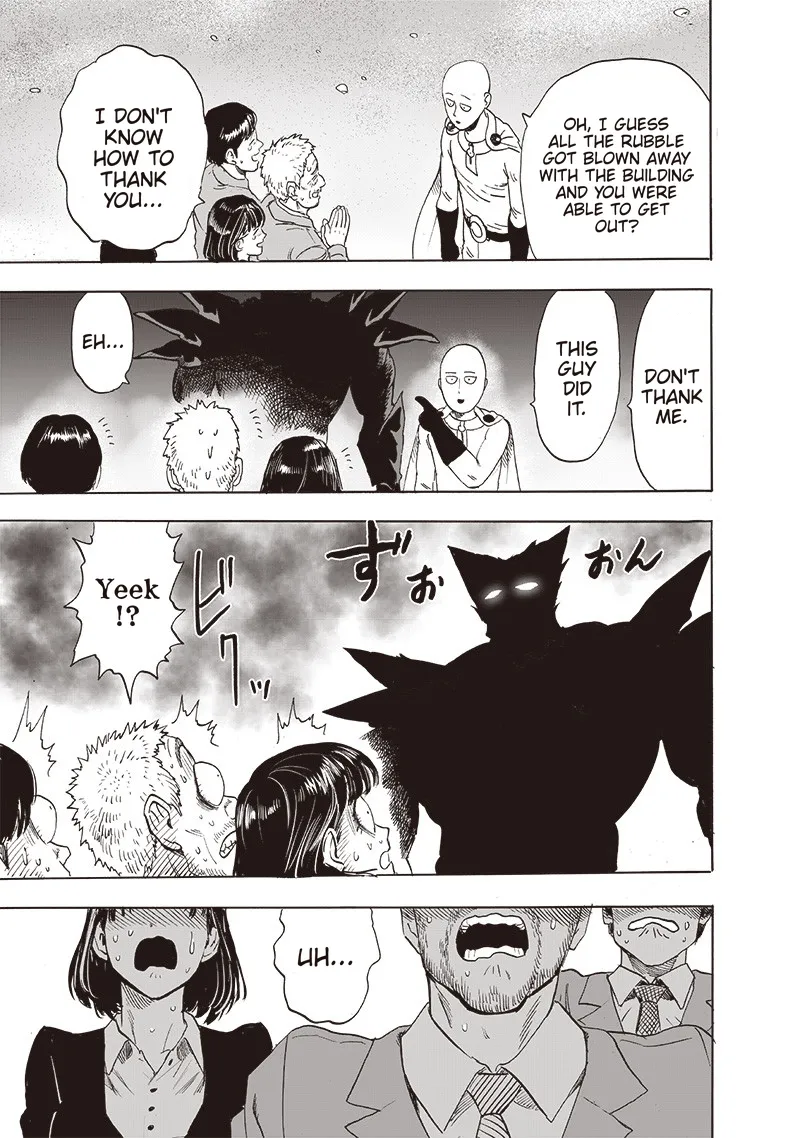 OH, I GUESS
ALL THE RUBBLE
GOT BLOWN AWAY
WITH THE BUILDING
AND YOU WERE
ABLE TO GET
OUT?
I DON'T
KNOW
HOW TO
THANK
YOU...
DON'T
THANK
ME.
THIS
GUY
DID
IT.
EH...
おん
ずお
ビクッ
Yeek
!?
UH...